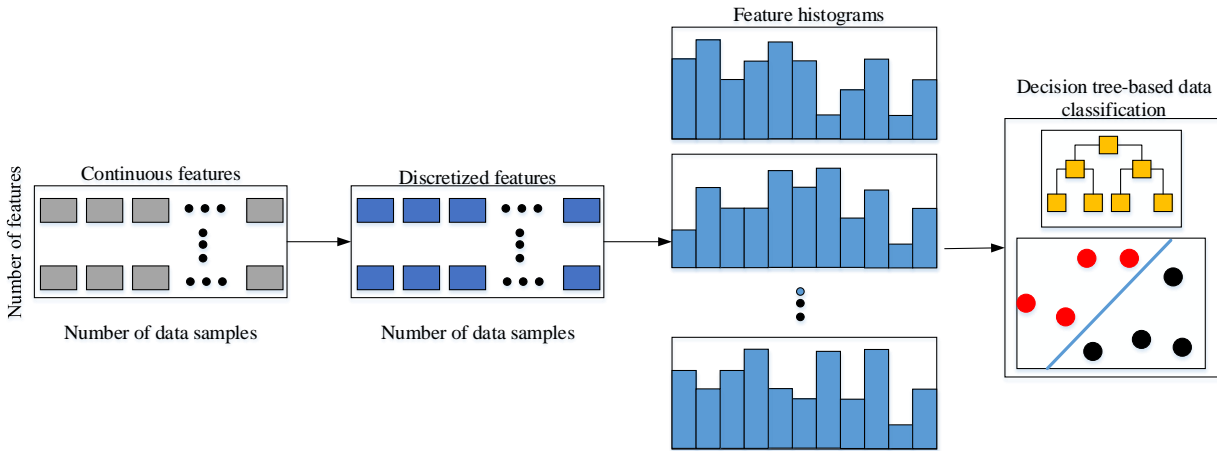 Feature histograms
Decision tree-based data
classification
Continuous features
Discretized features
Number of features
Number of data samples
Number of data samples